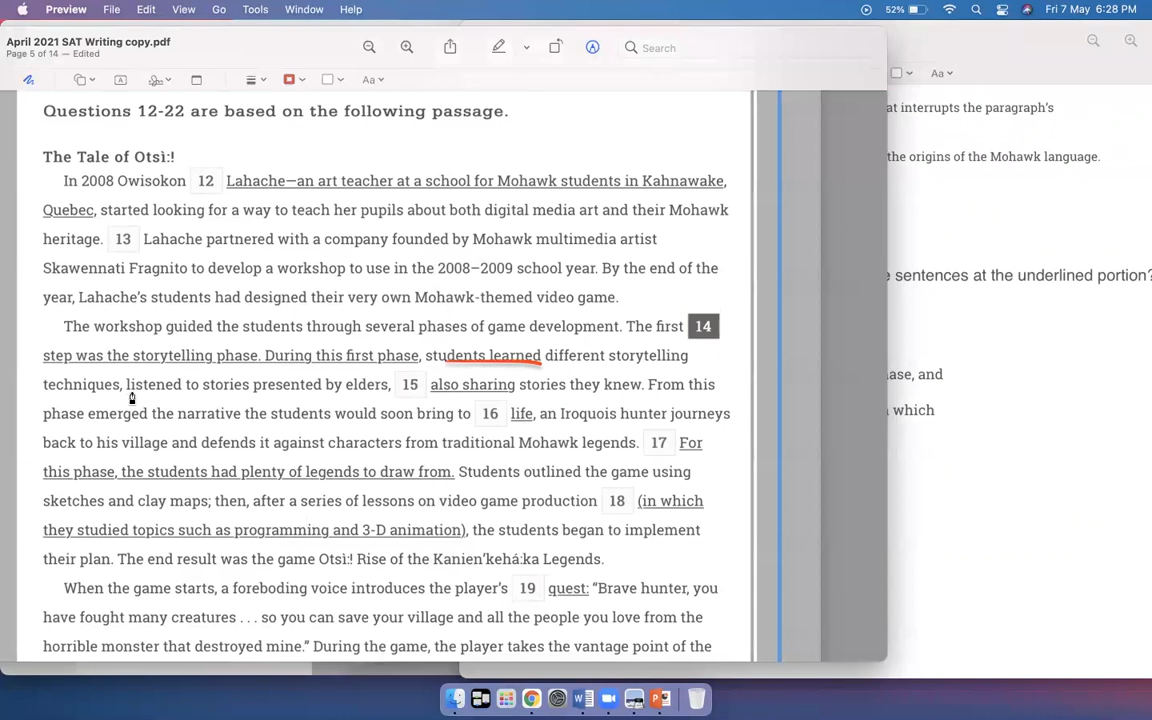 Preview File Edit View Go Tools Window Help 52% Fri 7 May 6:28 PM
April 2021 SAT Writing copy.pdf
Page 5 of 14 — Edited
Search
Aa
Aa
Questions 12-22 are based on the following passage.
The Tale of Otsì:!
In 2008 Owisokon 12 Lahache—an art teacher at a school for Mohawk students in Kahnawake,
Quebec, started looking for a way to teach her pupils about both digital media art and their Mohawk
heritage. 13 Lahache partnered with a company founded by Mohawk multimedia artist
Skawennati Fragnito to develop a workshop to use in the 2008–2009 school year. By the end of the
year, Lahache's students had designed their very own Mohawk-themed video game.
The workshop guided the students through several phases of game development. The first 14
step was the storytelling phase. During this first phase, students learned different storytelling
techniques, listened to stories presented by elders, 15 also sharing stories they knew. From this
phase emerged the narrative the students would soon bring to 16 life, an Iroquois hunter journeys
back to his village and defends it against characters from traditional Mohawk legends. 17 For
this phase, the students had plenty of legends to draw from. Students outlined the game using
sketches and clay maps; then, after a series of lessons on video game production 18 (in which
they studied topics such as programming and 3-D animation), the students began to implement
their plan. The end result was the game Otsì:! Rise of the Kanien'kehá:ka Legends.
When the game starts, a foreboding voice introduces the player's 19 quest: “Brave hunter, you
have fought many creatures . . . so you can save your village and all the people you love from the
horrible monster that destroyed mine.” During the game, the player takes the vantage point of the
at interrupts the paragraph's
the origins of the Mohawk language.
e sentences at the underlined portion?
ase, and
which